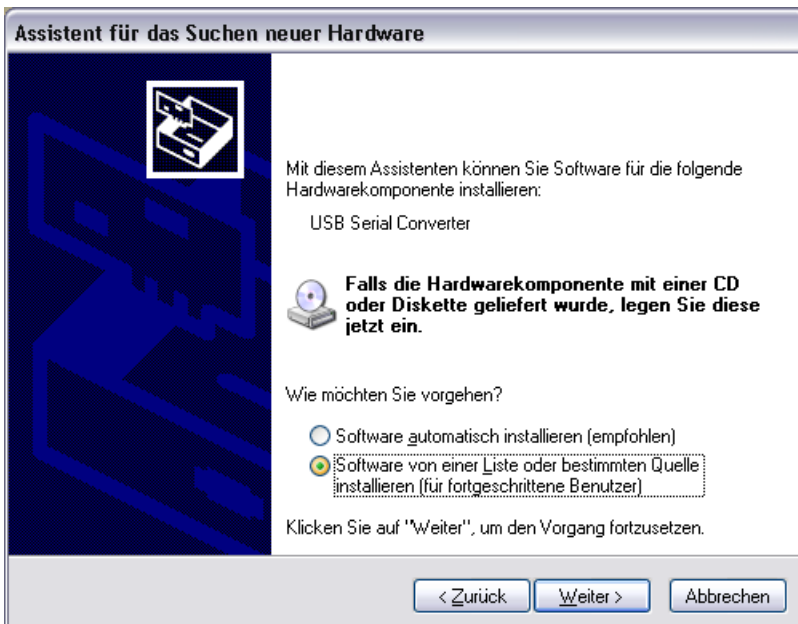 Assistent für das Suchen neuer Hardware
Mit diesem Assistenten können Sie Software für die folgende
Hardwarekomponente installieren:
USB Serial Converter
Falls die Hardwarekomponente mit einer CD
oder Diskette geliefert wurde, legen Sie diese
jetzt ein.
Wie möchten Sie vorgehen?
Software automatisch installieren (empfohlen)
Software von einer Liste oder bestimmten Quelle
installieren (für fortgeschrittene Benutzer)
Klicken Sie auf "Weiter", um den Vorgang fortzusetzen.
< Zurück Weiter > Abbrechen